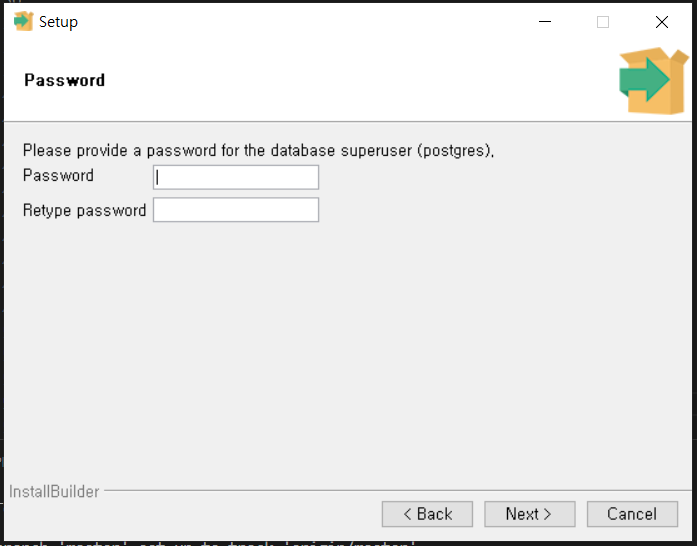 Setup
Password
Please provide a password for the database superuser (postgres),
Password
Retype password
InstallBuilder
< Back
Next >
Cancel